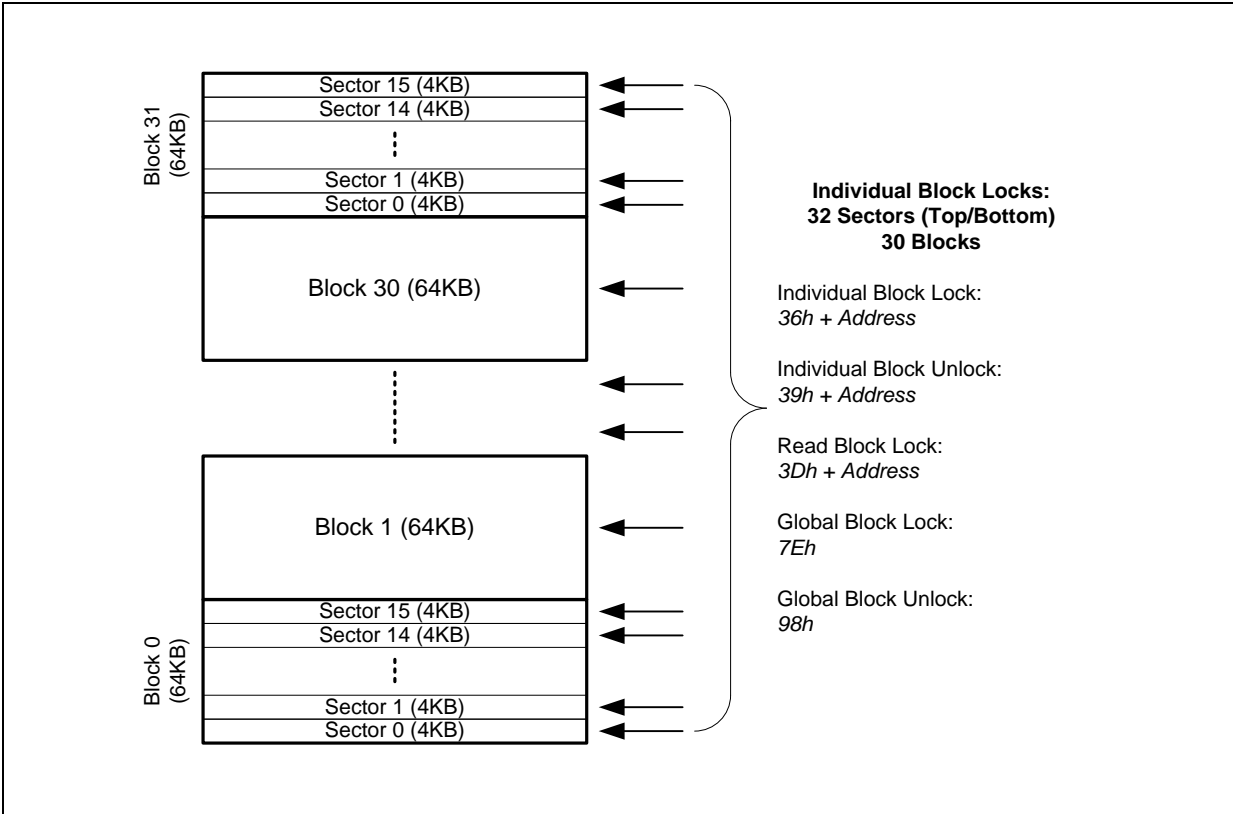 Block 31
(64KB)
Sector 15 (4KB)
Sector 14 (4KB)
Sector 1 (4KB)
Sector 0 (4KB)
Block 30 (64KB)
Block 1 (64KB)
Block 0
(64KB)
Sector 15 (4KB)
Sector 14 (4KB)
Sector 1 (4KB)
Sector 0 (4KB)
Individual Block Locks:
32 Sectors (Top/Bottom)
30 Blocks
Individual Block Lock:
36h + Address
Individual Block Unlock:
39h + Address
Read Block Lock:
3Dh + Address
Global Block Lock:
7Eh
Global Block Unlock:
98h